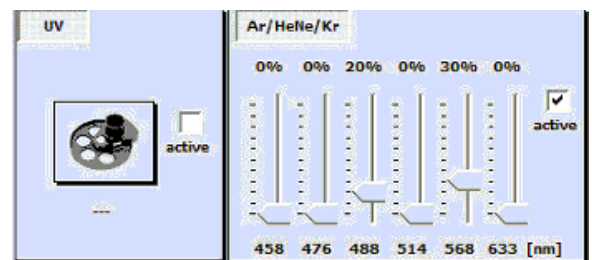 UV
active
---
Ar/HeNe/Kr
0% 0% 20% 0% 30% 0%
active
458 476 488 514 568 633 [nm]